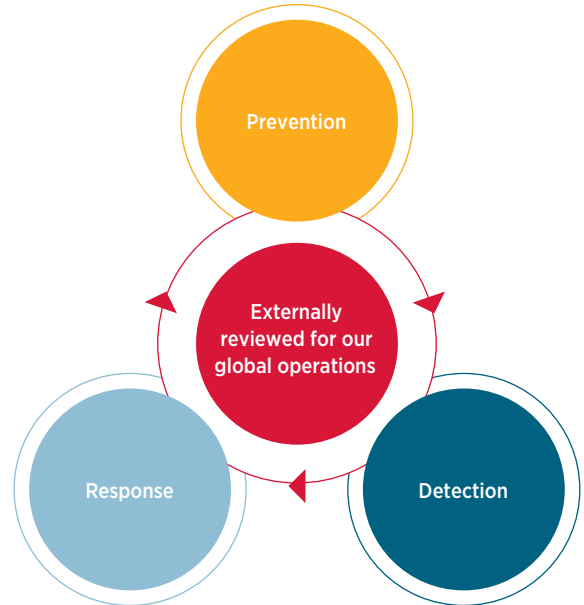 Prevention
Externally
reviewed for our
global operations
Response
Detection